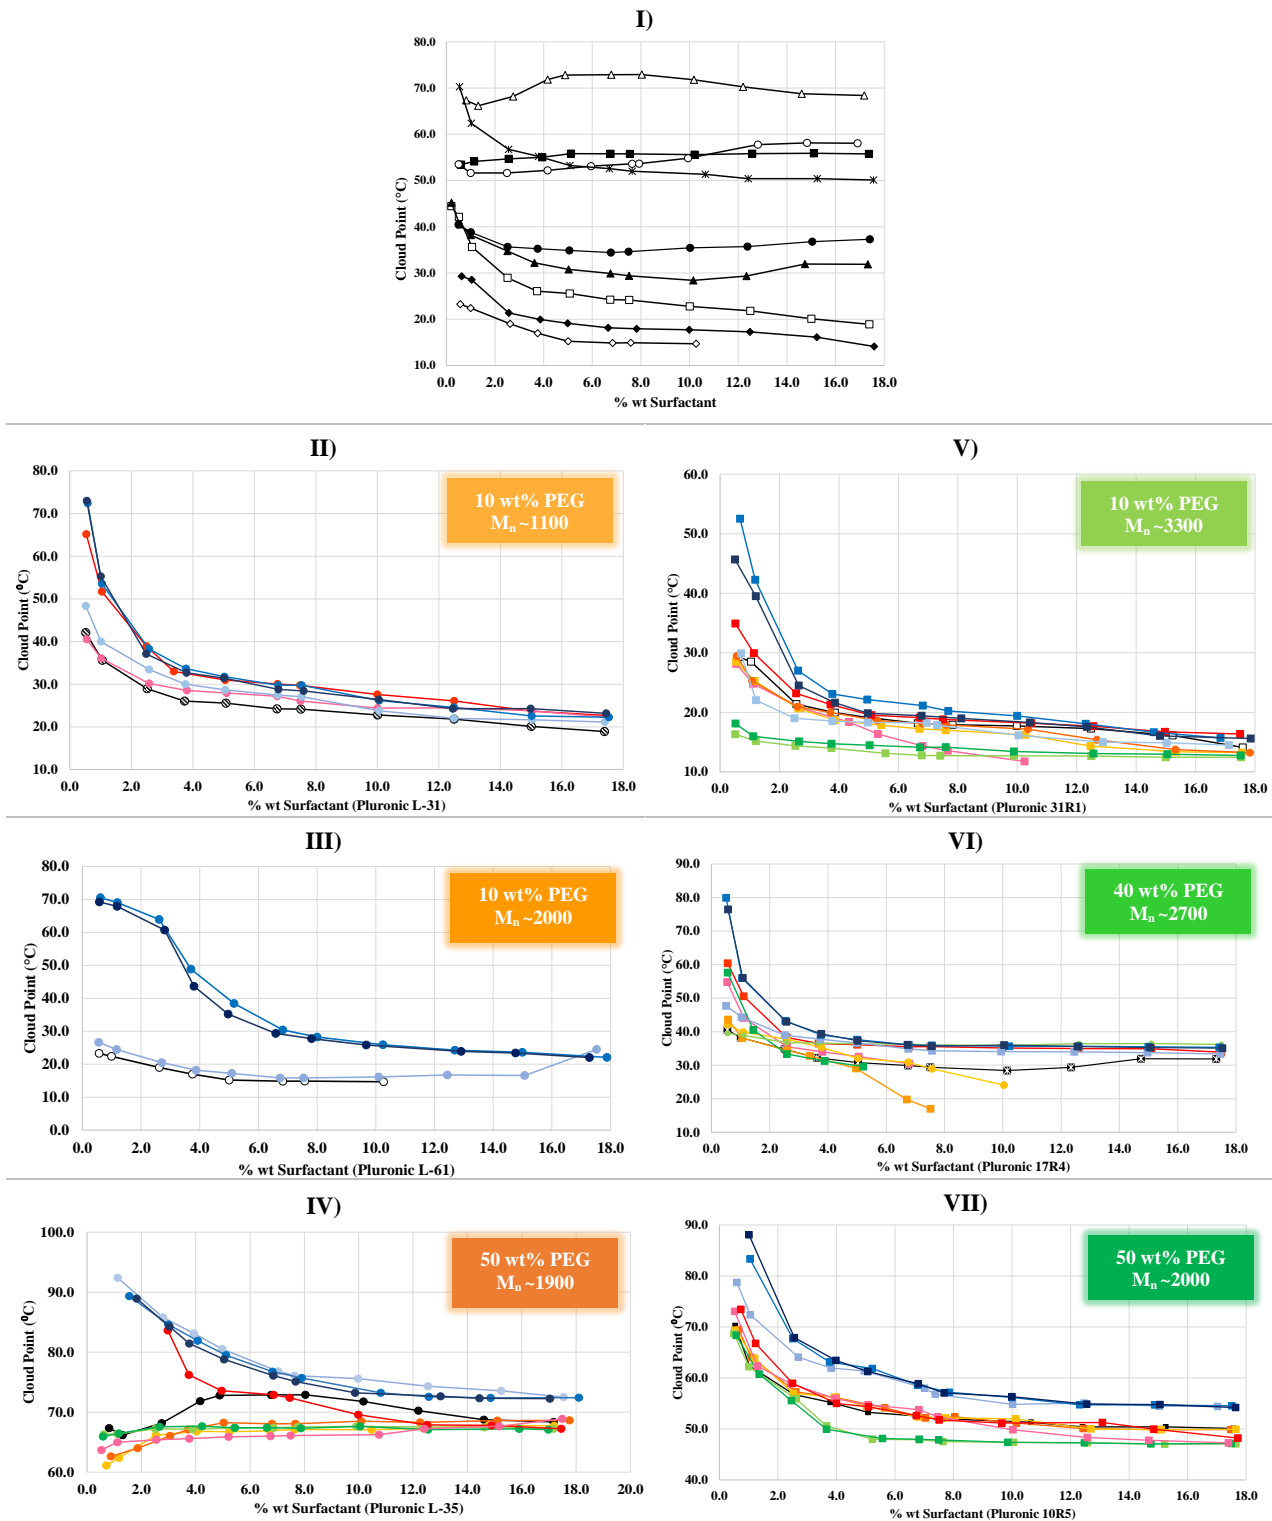 I)
80.0
70.0
60.0
50.0
40.0
30.0
20.0
10.0
Cloud Point (°C)
0.0 2.0 4.0 6.0 8.0 10.0 12.0 14.0 16.0 18.0
% wt Surfactant
II)
10 wt% PEG
Mn ~1100
80.0
70.0
60.0
50.0
40.0
30.0
20.0
10.0
Cloud Point (⁰C)
0.0 2.0 4.0 6.0 8.0 10.0 12.0 14.0 16.0 18.0
% wt Surfactant (Pluronic L-31)
V)
10 wt% PEG
Mn ~3300
60.0
50.0
40.0
30.0
20.0
10.0
Cloud Point (°C)
0.0 2.0 4.0 6.0 8.0 10.0 12.0 14.0 16.0 18.0
% wt Surfactant (Pluronic 31R1)
III)
10 wt% PEG
Mn ~2000
80.0
70.0
60.0
50.0
40.0
30.0
20.0
10.0
0.0
Cloud Point (°C)
0.0 2.0 4.0 6.0 8.0 10.0 12.0 14.0 16.0 18.0
% wt Surfactant (Pluronic L-61)
VI)
40 wt% PEG
Mn ~2700
90.0
80.0
70.0
60.0
50.0
40.0
30.0
20.0
10.0
Cloud Point (°C)
0.0 2.0 4.0 6.0 8.0 10.0 12.0 14.0 16.0 18.0
% wt Surfactant (Pluronic 17R4)
IV)
50 wt% PEG
Mn ~1900
100.0
90.0
80.0
70.0
60.0
Cloud Point (⁰C)
0.0 2.0 4.0 6.0 8.0 10.0 12.0 14.0 16.0 18.0 20.0
% wt Surfactant (Pluronic L-35)
VII)
50 wt% PEG
Mn ~2000
90.0
80.0
70.0
60.0
50.0
40.0
Cloud Point (⁰C)
0.0 2.0 4.0 6.0 8.0 10.0 12.0 14.0 16.0 18.0
% wt Surfactant (Pluronic 10R5)